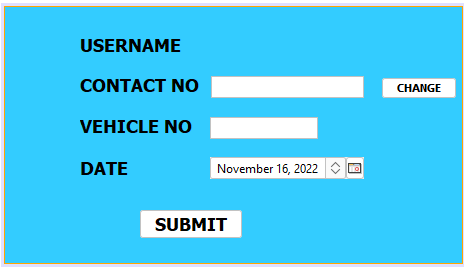 USERNAME
CONTACT NO
CHANGE
VEHICLE NO
DATE November 16, 2022
SUBMIT